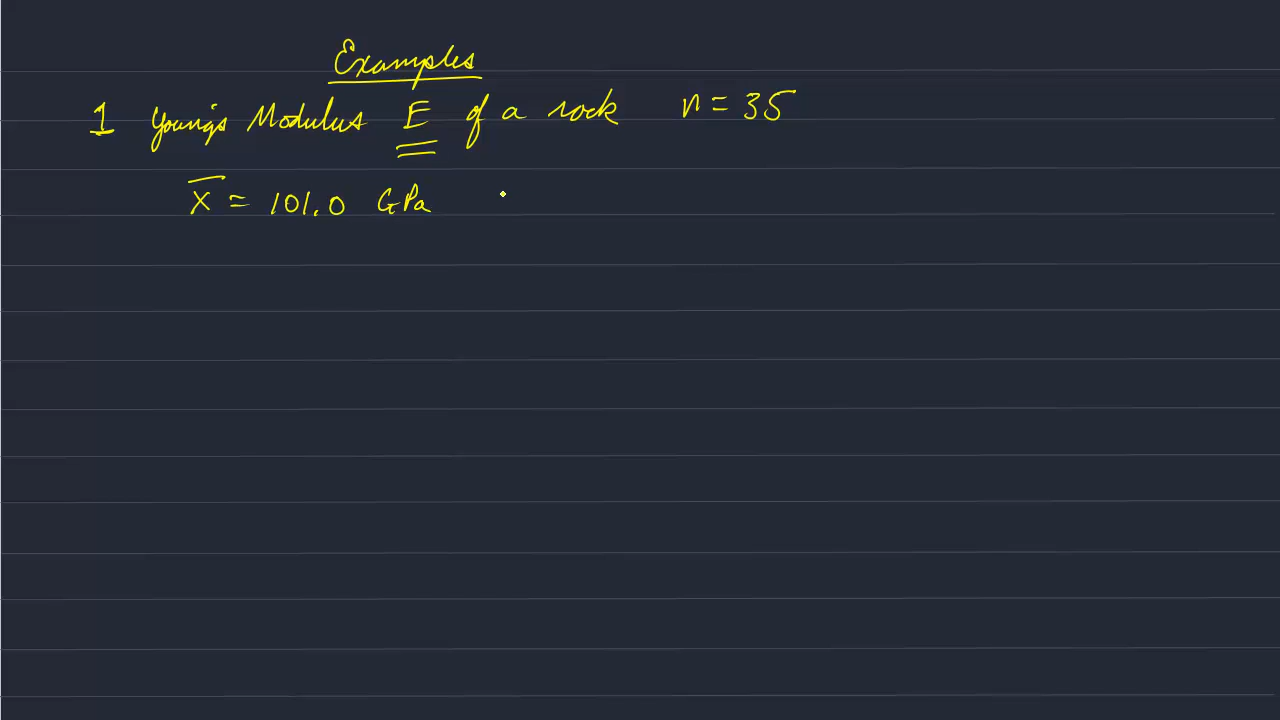 Examples
1 Young's Modulus E of a rock n = 35
x̄ = 101.0 GPa